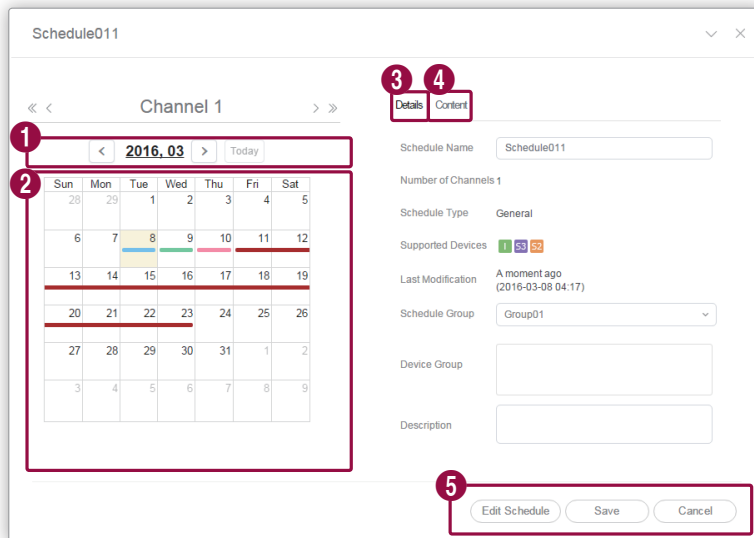 Schedule011
3 4
« < Channel 1 > »
Details Content
1
< 2016, 03 > Today
Schedule Name Schedule011
2
Sun Mon Tue Wed Thu Fri Sat
28 29 1 2 3 4 5
Number of Channels 1
Schedule Type General
6 7 8 9 10 11 12
Supported Devices I S3 S2
13 14 15 16 17 18 19
Last Modification A moment ago
(2016-03-08 04:17)
20 21 22 23 24 25 26
Schedule Group Group01
27 28 29 30 31 1 2
Device Group
3 4 5 6 7 8 9
Description
5
Edit Schedule Save Cancel